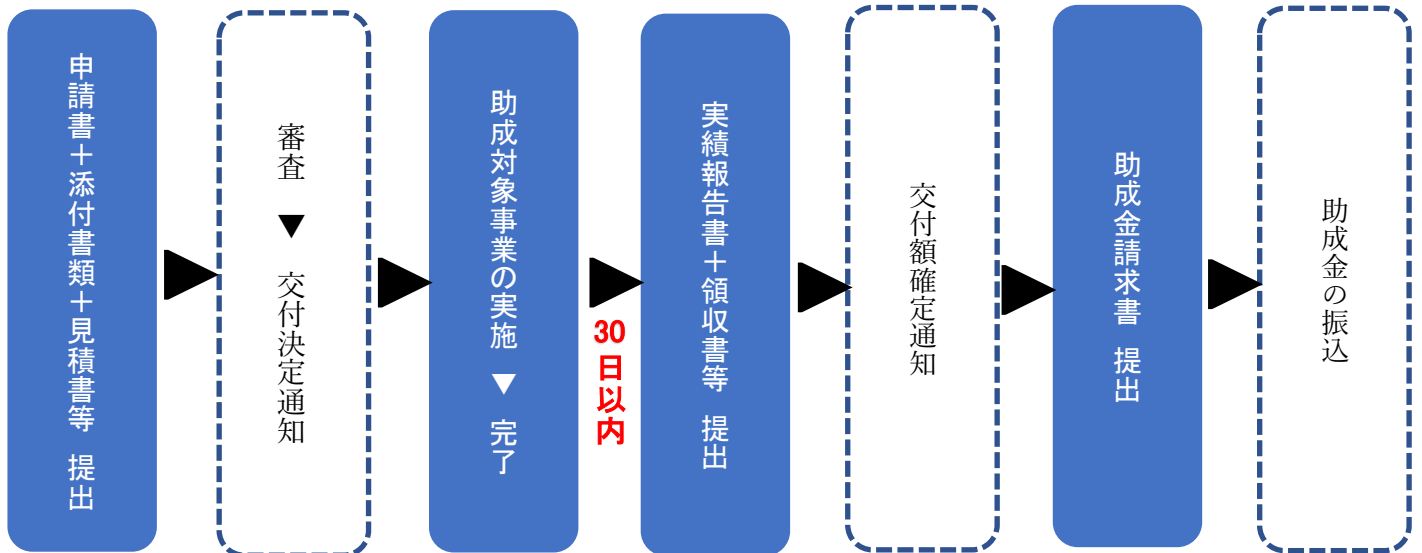 申請書＋添付書類＋見積書等　提出
審査　▼　交付決定通知
助成対象事業の実施　▼　完了
30日以内
実績報告書＋領収書等　提出
交付額確定通知
助成金請求書　提出
助成金の振込